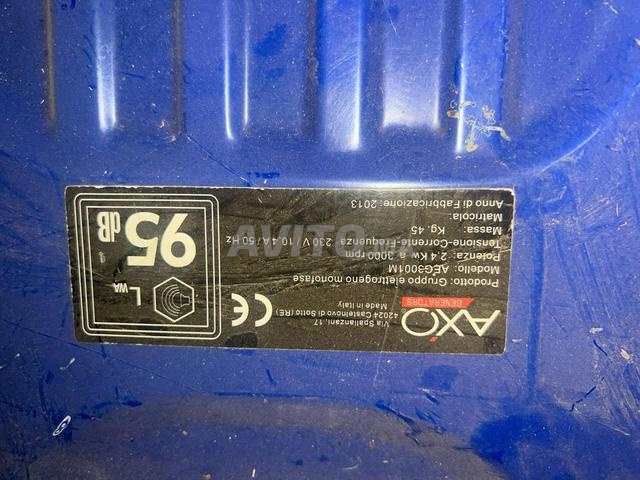 AXO
GENERATORS
Via Spallanzani, 17
42024 Castelnovo di Sotto (RE)
Made in Italy
CE
Prodotto: Gruppo elettrogeno monofase
Modello: AEG3001M
Potenza: 2,4 kw a 3000 rpm
Tensione-Corrente-Frequenza: 230 V / 10,4A / 50 HZ
Massa: Kg. 45
Matricola:
Anno di Fabbricazione: 2013
LWA
95
dB
AVITO